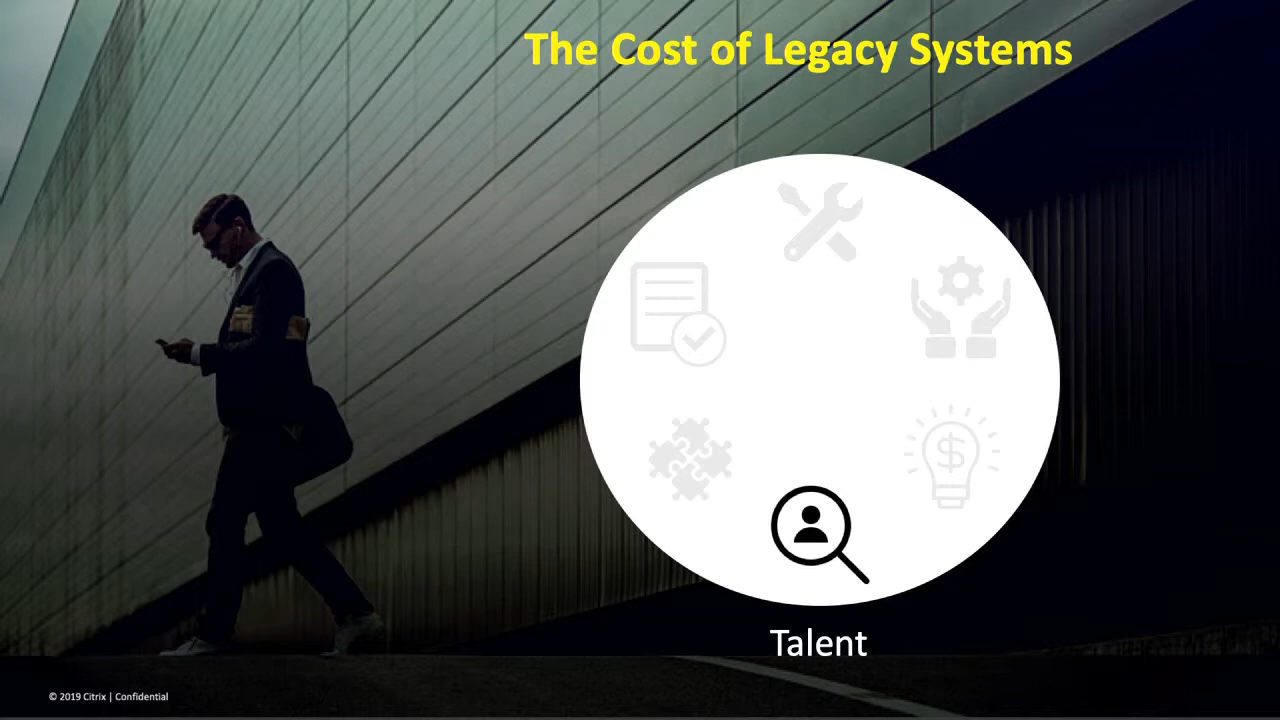 The Cost of Legacy Systems
$
Talent
© 2019 Citrix | Confidential